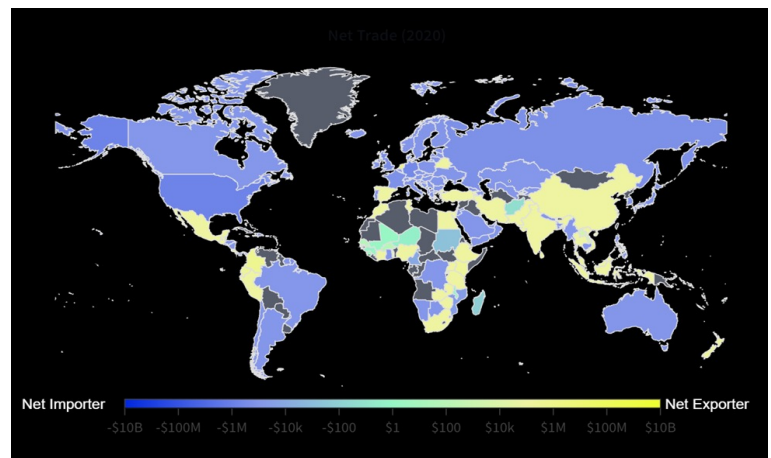 Net Trade (2020)
Net Importer
Net Exporter
-$10B -$100M -$1M -$10k -$100 $1 $100 $10k $1M $100M $10B